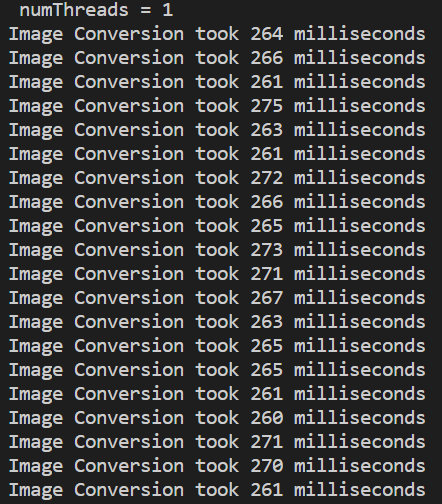 numThreads = 1
Image Conversion took 264 milliseconds
Image Conversion took 266 milliseconds
Image Conversion took 261 milliseconds
Image Conversion took 275 milliseconds
Image Conversion took 263 milliseconds
Image Conversion took 261 milliseconds
Image Conversion took 272 milliseconds
Image Conversion took 266 milliseconds
Image Conversion took 265 milliseconds
Image Conversion took 273 milliseconds
Image Conversion took 271 milliseconds
Image Conversion took 267 milliseconds
Image Conversion took 263 milliseconds
Image Conversion took 265 milliseconds
Image Conversion took 265 milliseconds
Image Conversion took 261 milliseconds
Image Conversion took 260 milliseconds
Image Conversion took 271 milliseconds
Image Conversion took 270 milliseconds
Image Conversion took 261 milliseconds